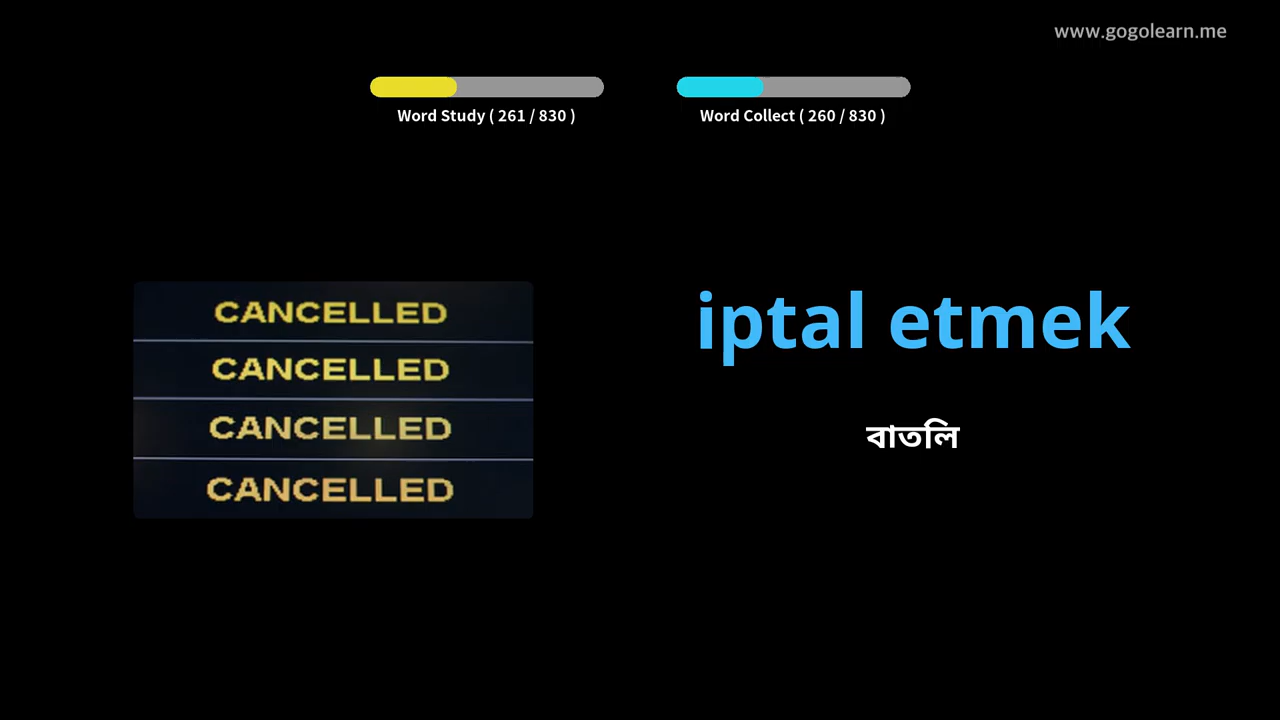 www.gogolearn.me
Word Study ( 261 / 830 )
Word Collect ( 260 / 830 )
CANCELLED
CANCELLED
CANCELLED
CANCELLED
iptal etmek
বাতলি